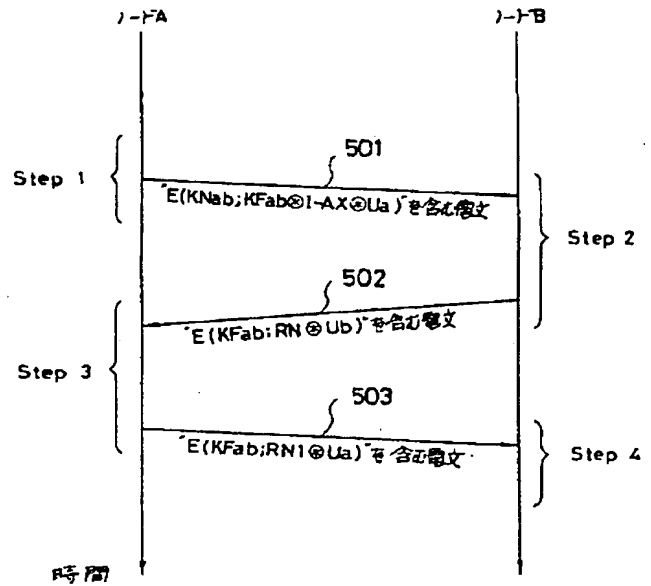 ノードA ノードB
Step 1
501
"E(KNab;KFab⊛I-AX⊛Ua)"を含む電文
Step 2
502
"E(KFab;RN⊛Ub)"を含む電文
Step 3
503
"E(KFab;RN1⊛Ua)"を含む電文
Step 4
時間